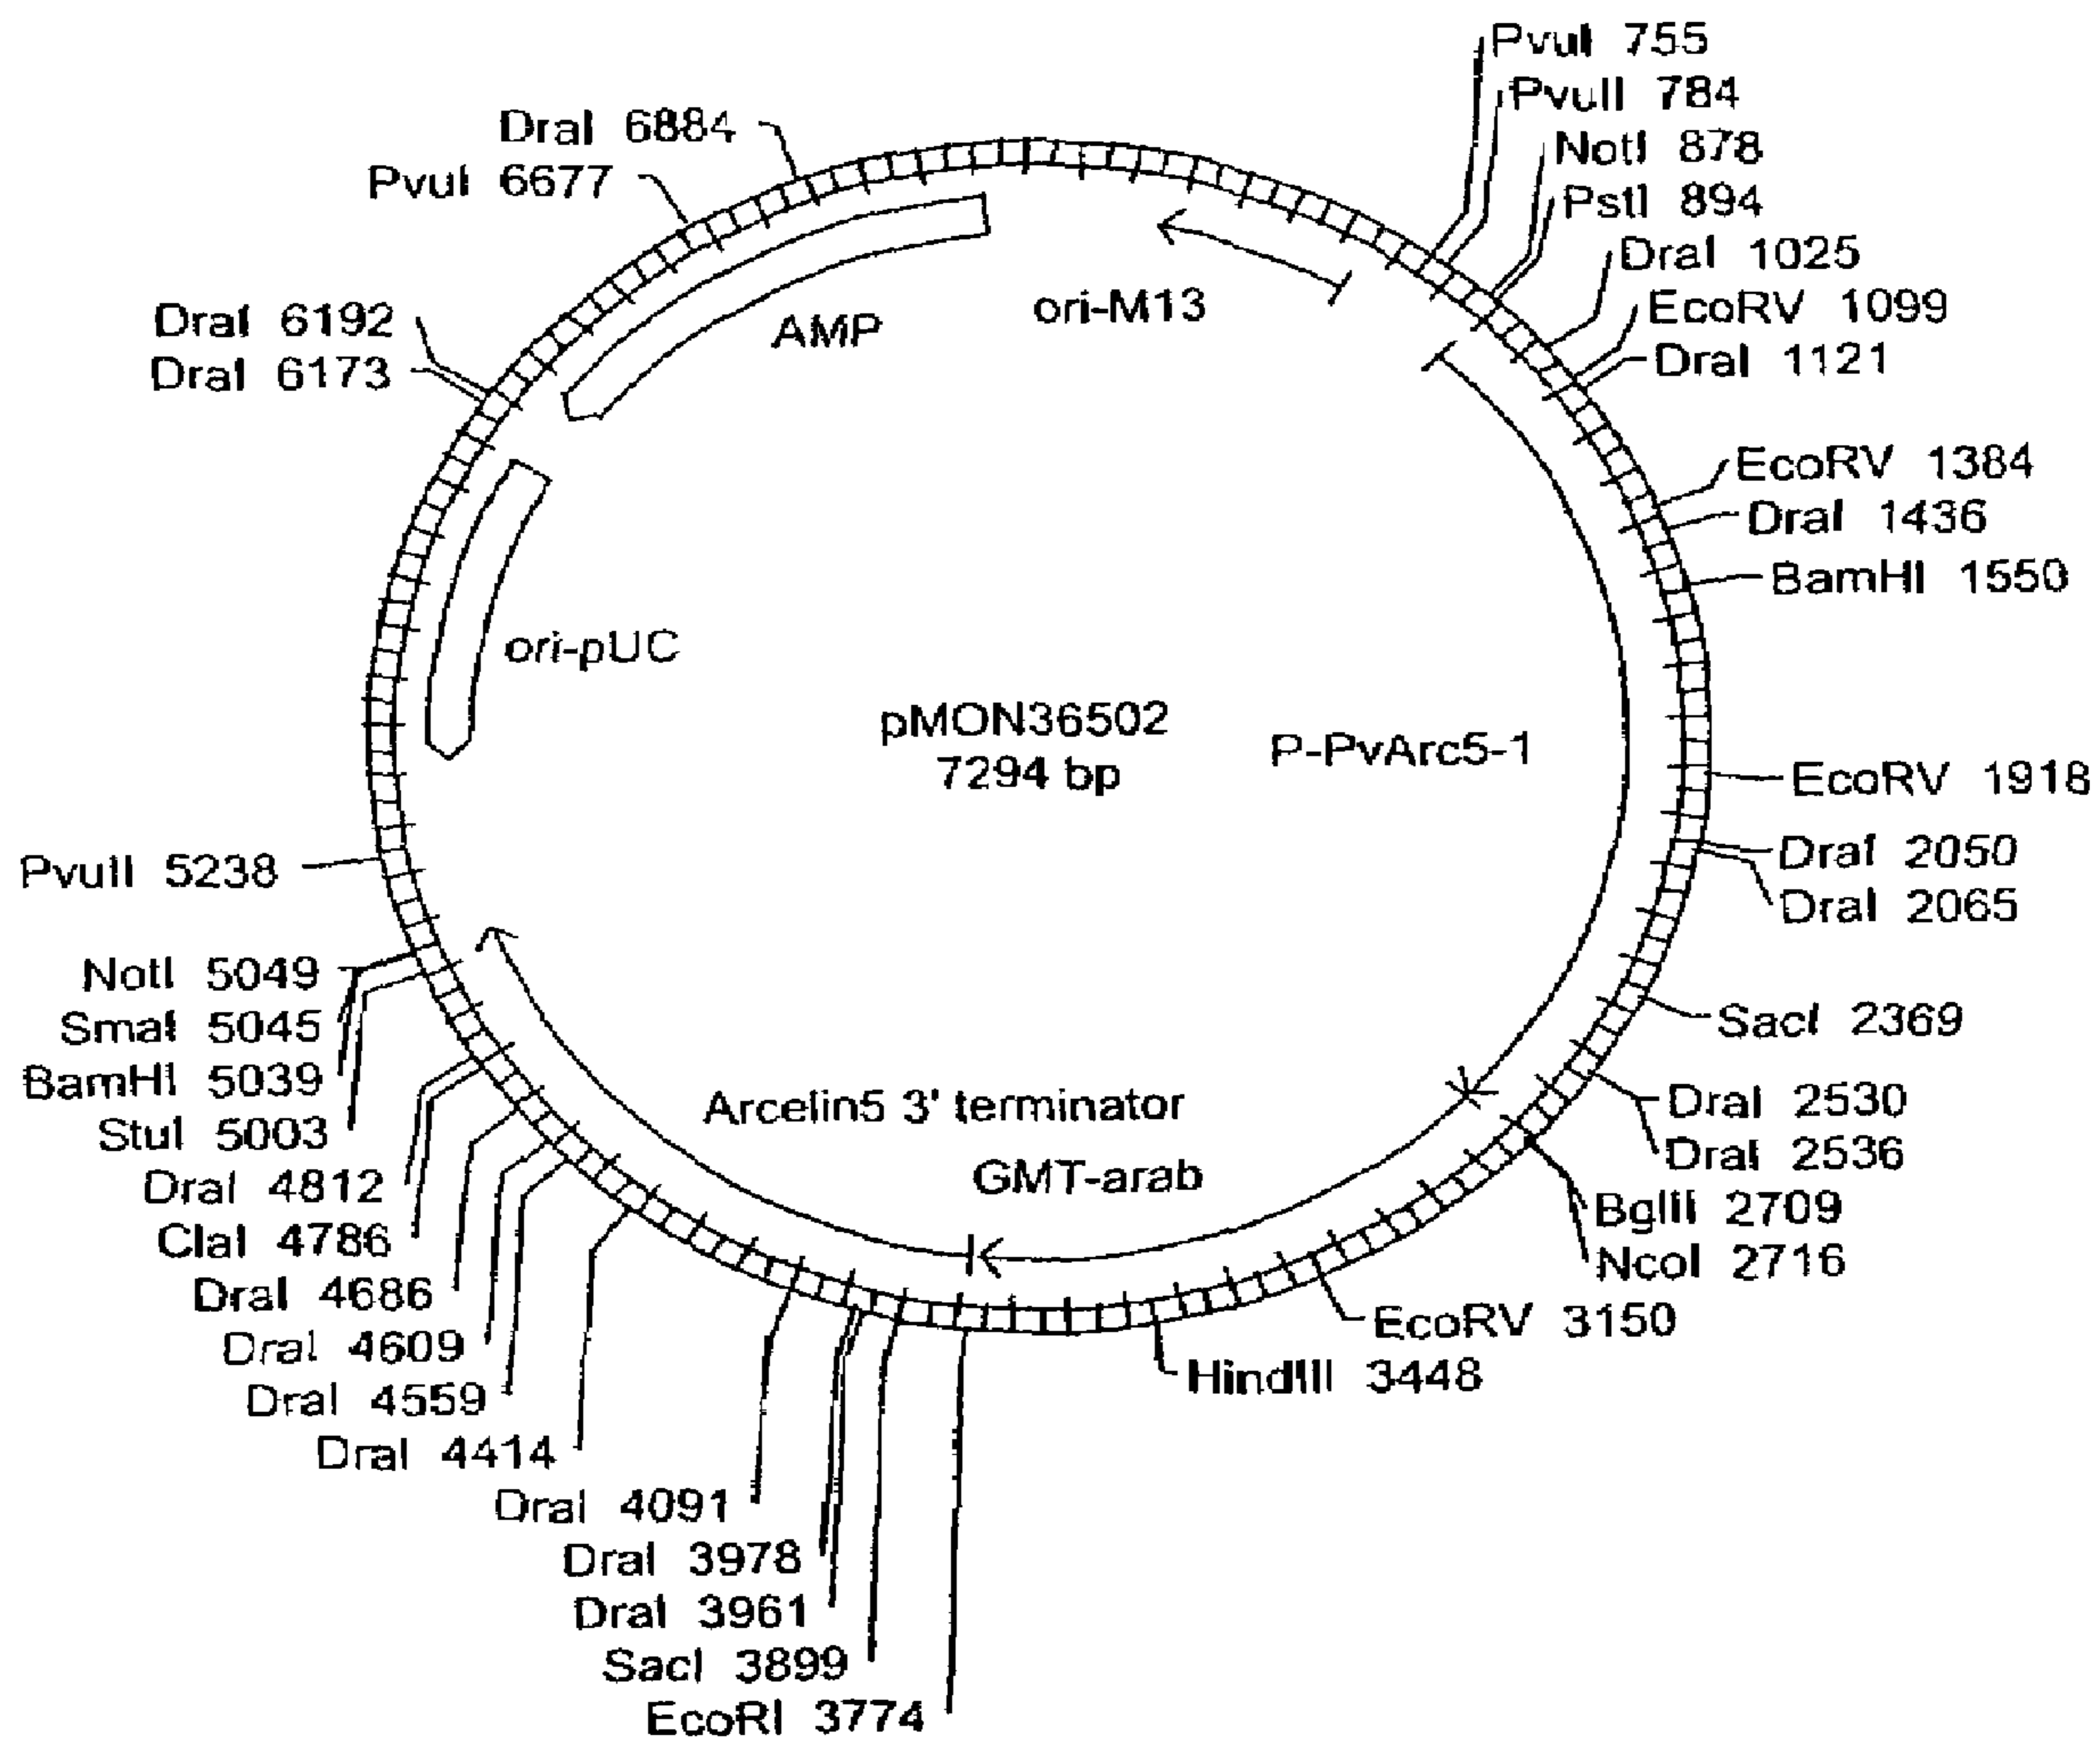 PvuI 755
PvuII 784
NotI 878
PstI 894
DraI 1025
EcoRV 1099
DraI 1121
EcoRV 1384
DraI 1436
BamHI 1550
EcoRV 1918
DraI 2050
DraI 2065
SacI 2369
DraI 2530
DraI 2536
BglII 2709
NcoI 2716
EcoRV 3150
HindIII 3448
EcoRI 3774
SacI 3899
DraI 3961
DraI 3978
DraI 4091
DraI 4414
DraI 4559
DraI 4609
DraI 4686
ClaI 4786
DraI 4812
StuI 5003
BamHI 5039
SmaI 5045
NotI 5049
PvuII 5238
DraI 6173
DraI 6192
PvuI 6677
DraI 6884
ori-M13
AMP
ori-pUC
pMON36502
7294 bp
P-PvArc5-1
Arcelin5 3' terminator
GMT-arab